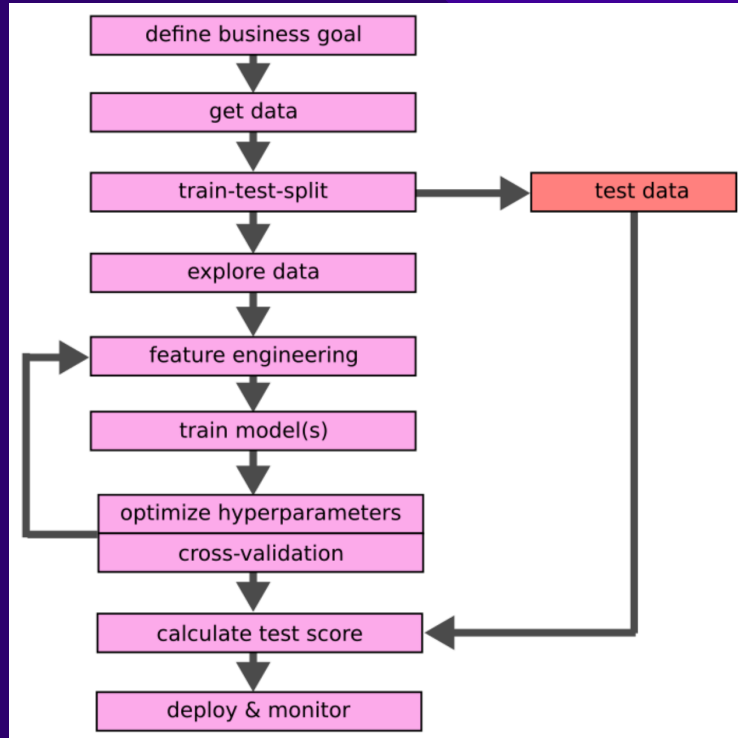 define business goal
get data
train-test-split
test data
explore data
feature engineering
train model(s)
optimize hyperparameters
cross-validation
calculate test score
deploy & monitor